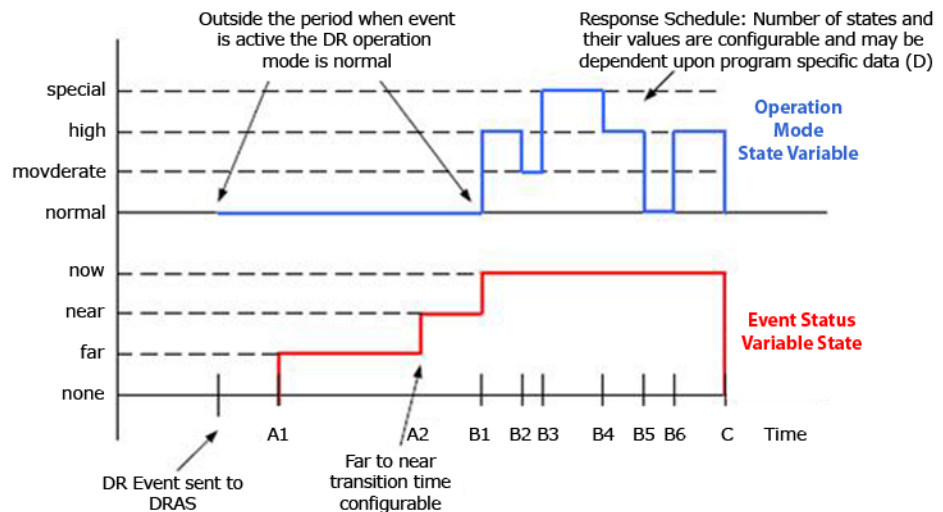 Outside the period when event
is active the DR operation
mode is normal
Response Schedule: Number of states and
their values are configurable and may be
dependent upon program specific data (D)
special
high
movderate
normal
Operation
Mode
State Variable
now
near
far
none
Event Status
Variable State
A1
A2
B1
B2
B3
B4
B5
B6
C
Time
DR Event sent to
DRAS
Far to near
transition time
configurable